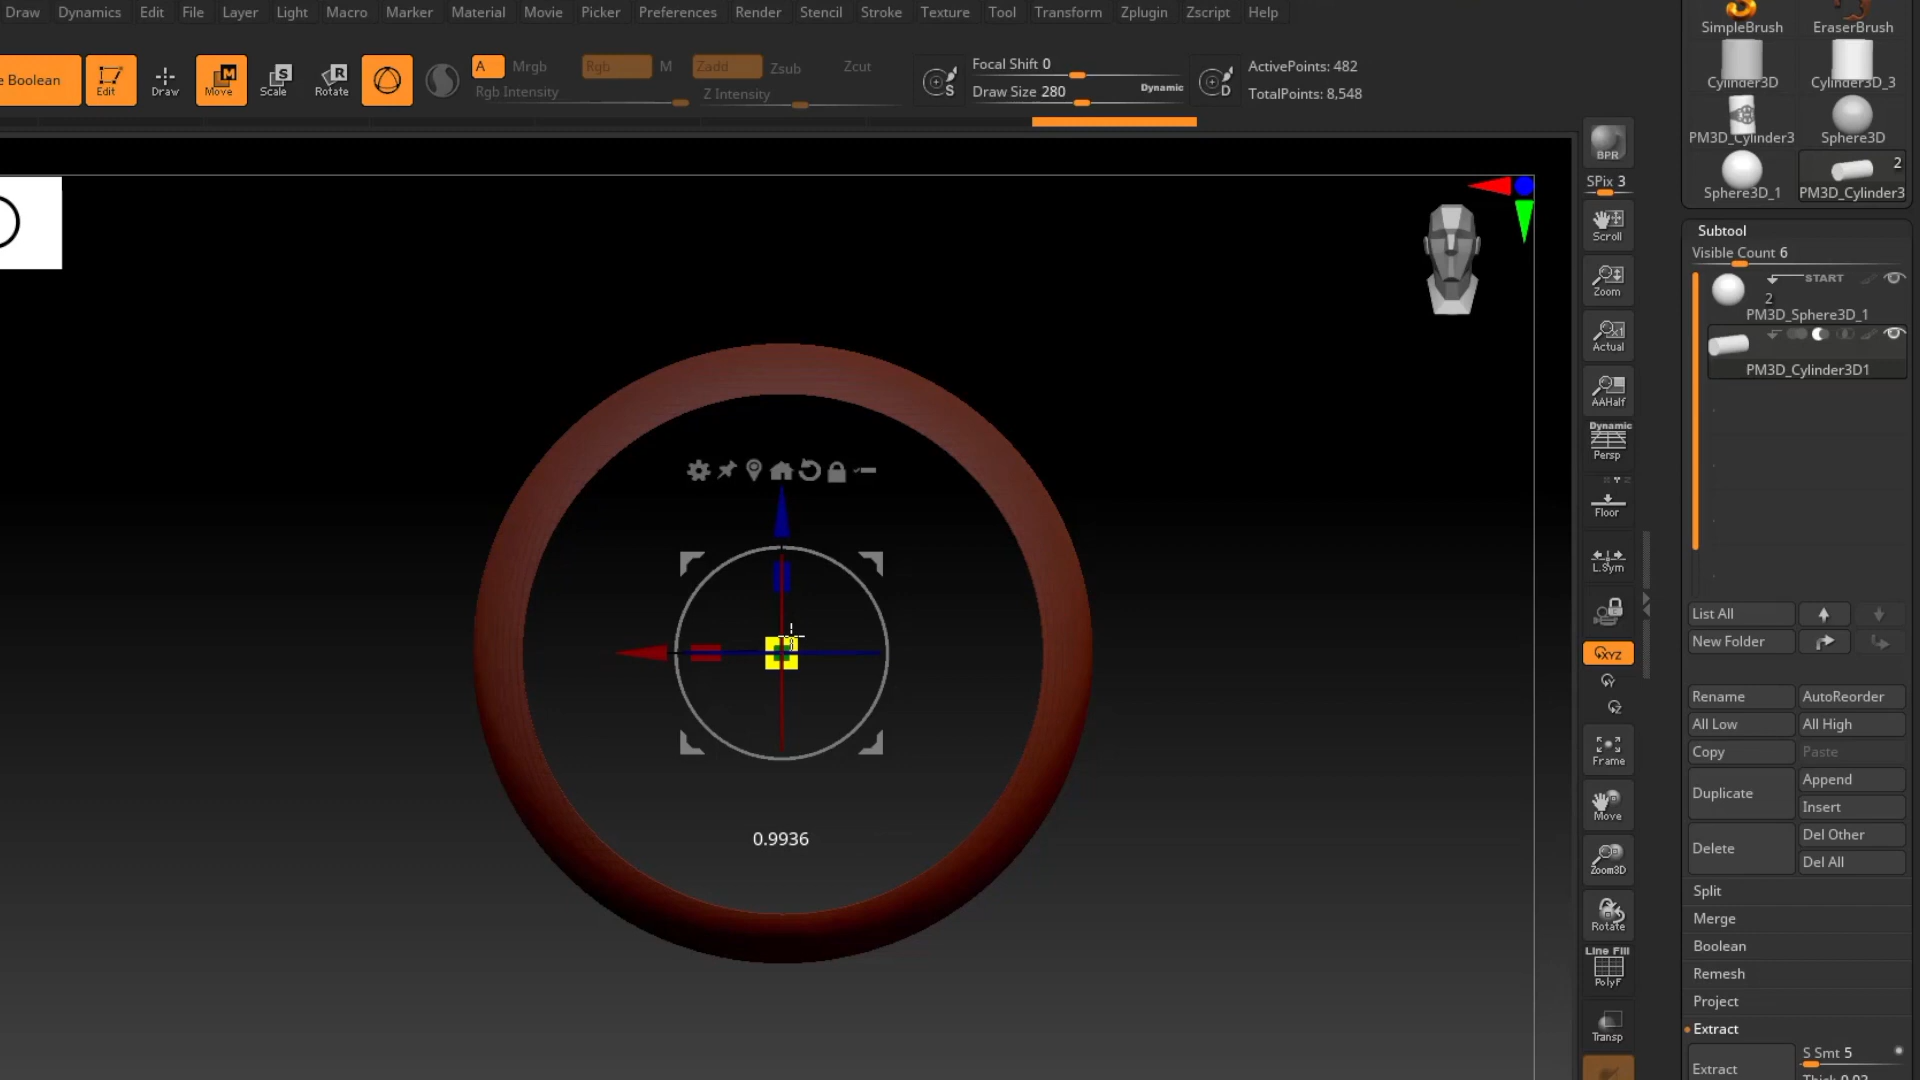 Draw Dynamics Edit File Layer Light Macro Marker Material Movie Picker Preferences Render Stencil Stroke Texture Tool Transform Zplugin Zscript Help
e Boolean
Edit
Draw
M
Move
S
Scale
R
Rotate
A
Mrgb
Rgb
M
Zadd
Zsub
Zcut
Rgb Intensity
Z Intensity
S
Focal Shift 0
Draw Size 280
Dynamic
D
ActivePoints: 482
TotalPoints: 8,548
SimpleBrush
EraserBrush
Cylinder3D
Cylinder3D_3
PM3D_Cylinder3
Sphere3D
Sphere3D_1
2
PM3D_Cylinder3
BPR
SPix 3
Scroll
Zoom
Actual
AAHalf
Dynamic
Persp
Floor
L.Sym
XYZ
Frame
Move
Zoom3D
Rotate
Line Fill
PolyF
Transp
0.9936
Subtool
Visible Count 6
START
2
PM3D_Sphere3D_1
PM3D_Cylinder3D1
List All
New Folder
Rename
AutoReorder
All Low
All High
Copy
Paste
Duplicate
Append
Insert
Delete
Del Other
Del All
Split
Merge
Boolean
Remesh
Project
Extract
Extract
S Smt 5